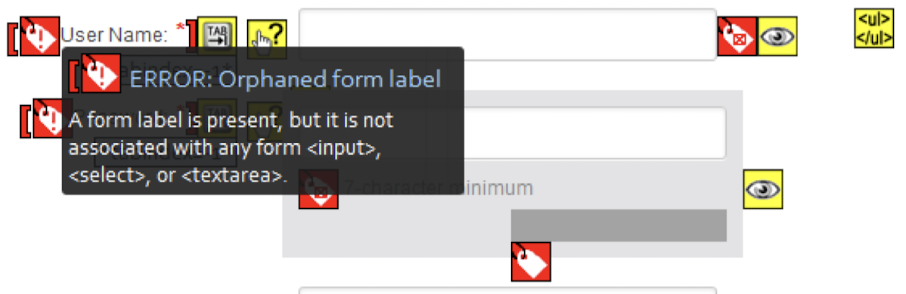 User Name: *
TAB
?
<ul>
</ul>
ERROR: Orphaned form label
A form label is present, but it is not
associated with any form <input>,
<select>, or <textarea>.
7-character minimum